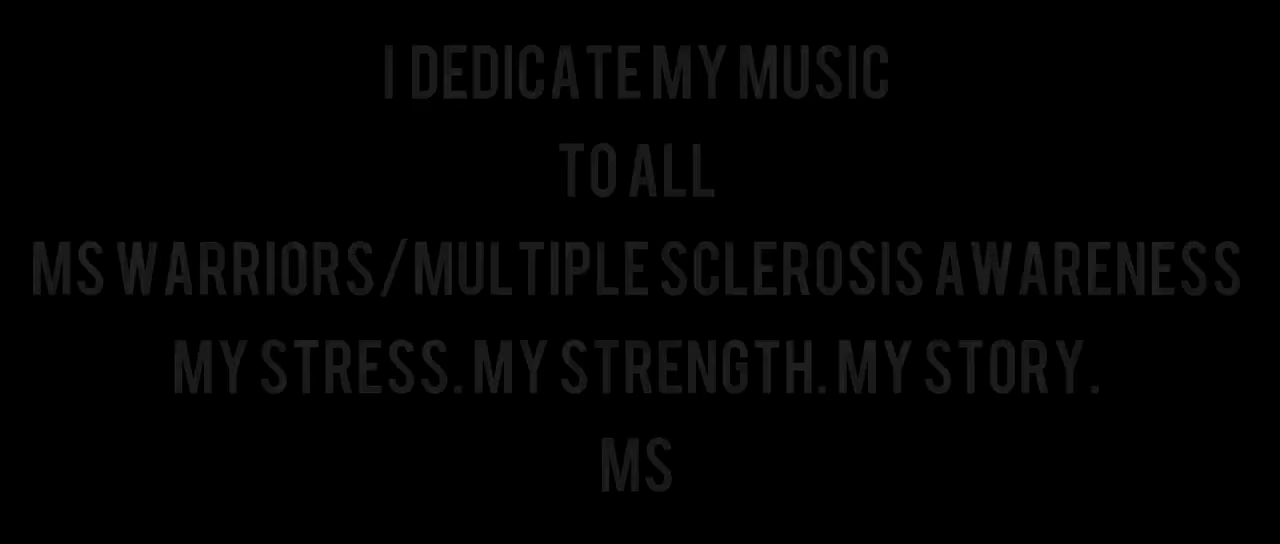 I DEDICATE MY MUSIC
TO ALL
MS WARRIORS/MULTIPLE SCLEROSIS AWARENESS
MY STRESS. MY STRENGTH. MY STORY.
MS